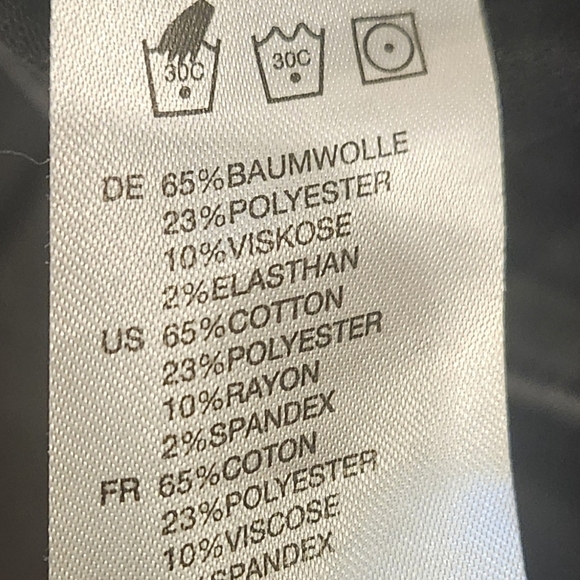 30C 30C
DE 65%BAUMWOLLE
23%POLYESTER
10%VISKOSE
2%ELASTHAN
US 65%COTTON
23%POLYESTER
10%RAYON
2%SPANDEX
FR 65%COTON
23%POLYESTER
10%VISCOSE
%SPANDEX